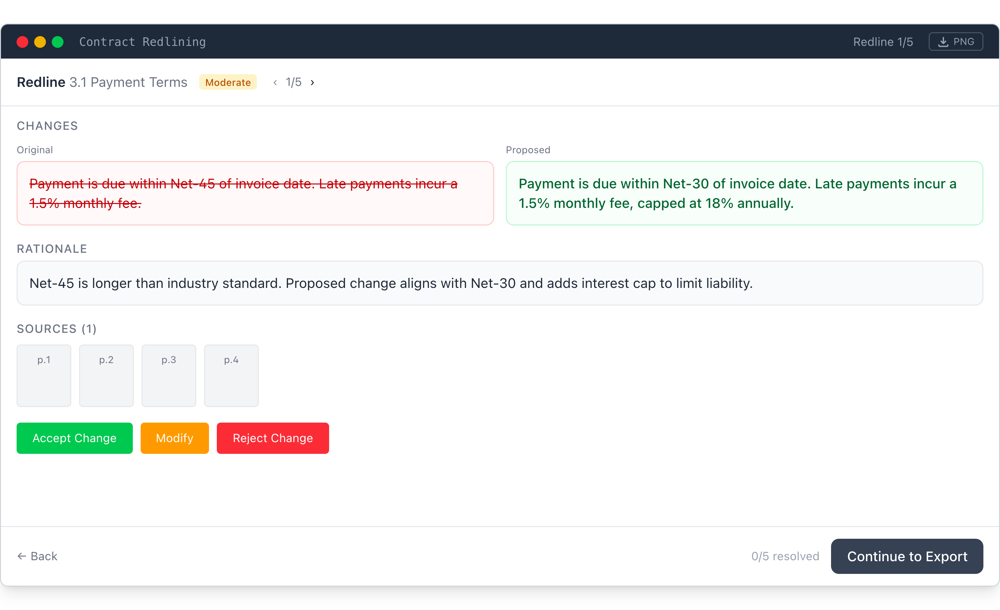 Contract Redlining
Redline 1/5
PNG
Redline 3.1 Payment Terms
Moderate
‹ 1/5 ›
CHANGES
Original
Payment is due within Net-45 of invoice date. Late payments incur a
1.5% monthly fee.
Proposed
Payment is due within Net-30 of invoice date. Late payments incur a
1.5% monthly fee, capped at 18% annually.
RATIONALE
Net-45 is longer than industry standard. Proposed change aligns with Net-30 and adds interest cap to limit liability.
SOURCES (1)
p.1
p.2
p.3
p.4
Accept Change
Modify
Reject Change
← Back
0/5 resolved
Continue to Export